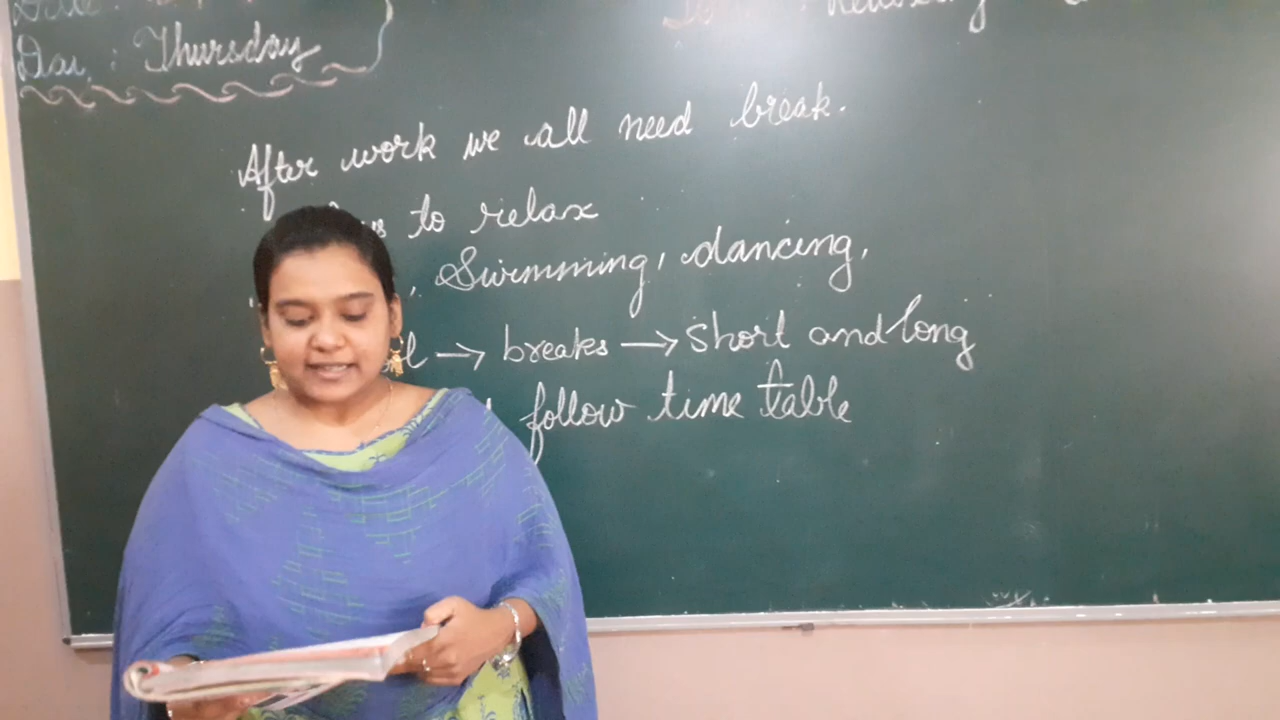 Day : Thursday
After work we all need break.
to relax
, Swimming, dancing,
→ breaks → Short and long
follow time table